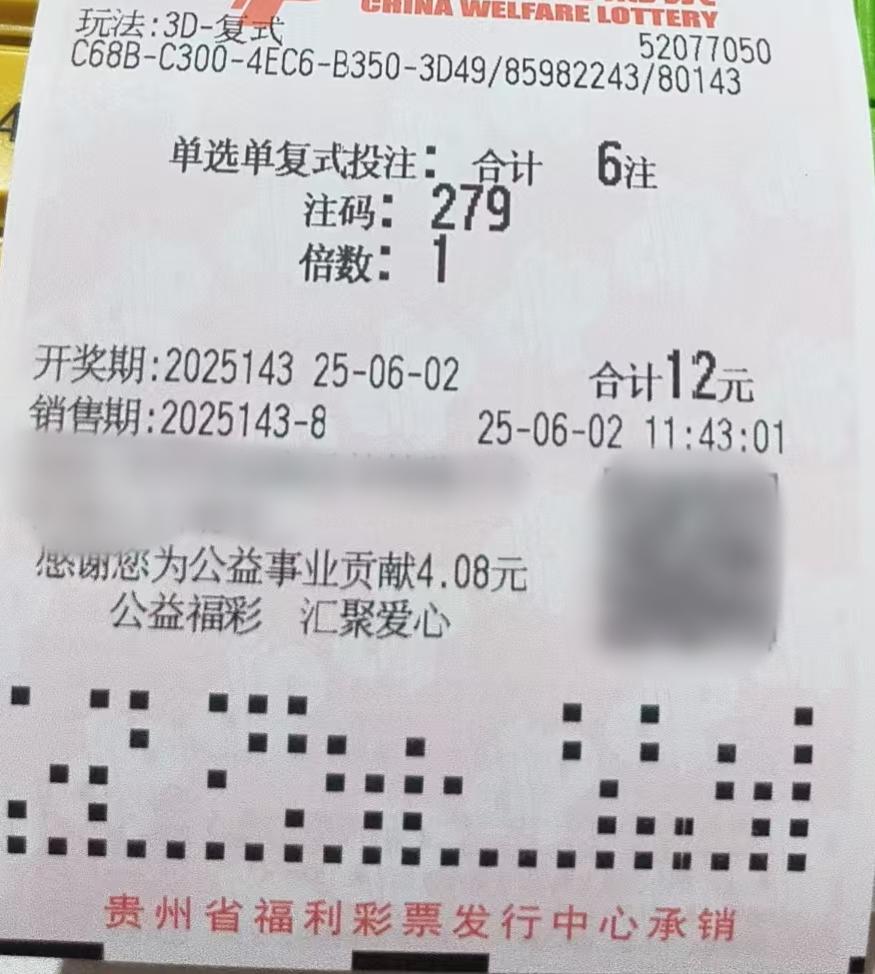 CHINA WELFARE LOTTERY
玩法:3D-复式
52077050
C68B-C300-4EC6-B350-3D49/85982243/80143
单选单复式投注: 合计 6注
注码: 279
倍数: 1
开奖期:2025143 25-06-02 合计12元
销售期:2025143-8 25-06-02 11:43:01
感谢您为公益事业贡献4.08元
公益福彩 汇聚爱心
贵州省福利彩票发行中心承销